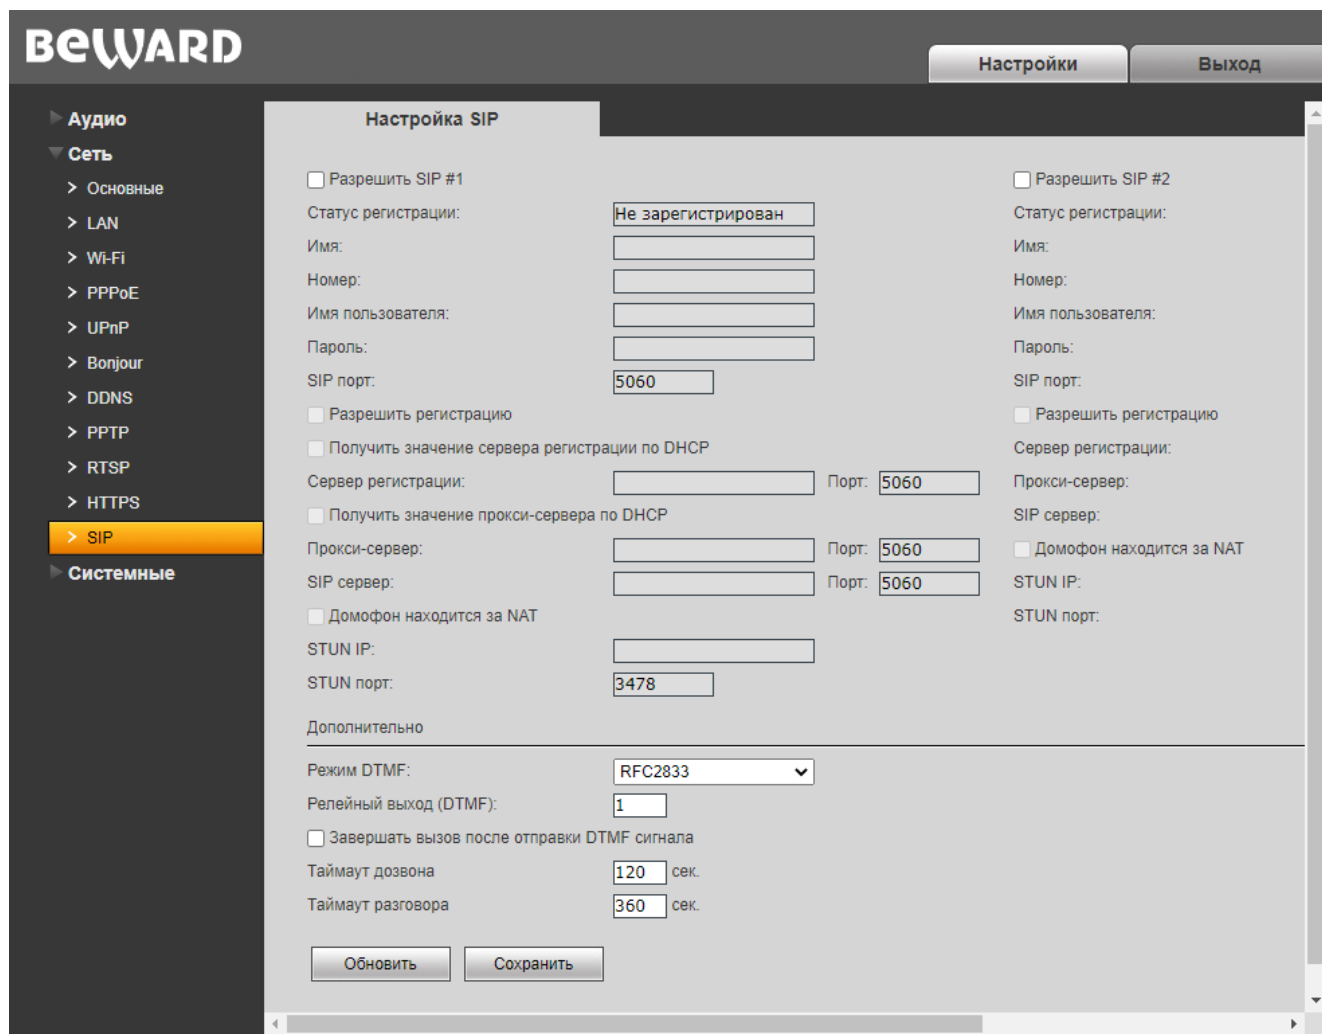 BEWARD
Настройки
Выход
Аудио
Сеть
Основные
LAN
Wi-Fi
PPPoE
UPnP
Bonjour
DDNS
PPTP
RTSP
HTTPS
SIP
Системные
Настройка SIP
Разрешить SIP #1
Статус регистрации: Не зарегистрирован
Имя:
Номер:
Имя пользователя:
Пароль:
SIP порт: 5060
Разрешить регистрацию
Получить значение сервера регистрации по DHCP
Сервер регистрации: Порт: 5060
Получить значение прокси-сервера по DHCP
Прокси-сервер: Порт: 5060
SIP сервер: Порт: 5060
Домофон находится за NAT
STUN IP:
STUN порт: 3478
Разрешить SIP #2
Статус регистрации:
Имя:
Номер:
Имя пользователя:
Пароль:
SIP порт:
Разрешить регистрацию
Сервер регистрации:
Прокси-сервер:
SIP сервер:
Домофон находится за NAT
STUN IP:
STUN порт:
Дополнительно
Режим DTMF: RFC2833
Релейный выход (DTMF): 1
Завершать вызов после отправки DTMF сигнала
Таймаут дозвона 120 сек.
Таймаут разговора 360 сек.
Обновить
Сохранить